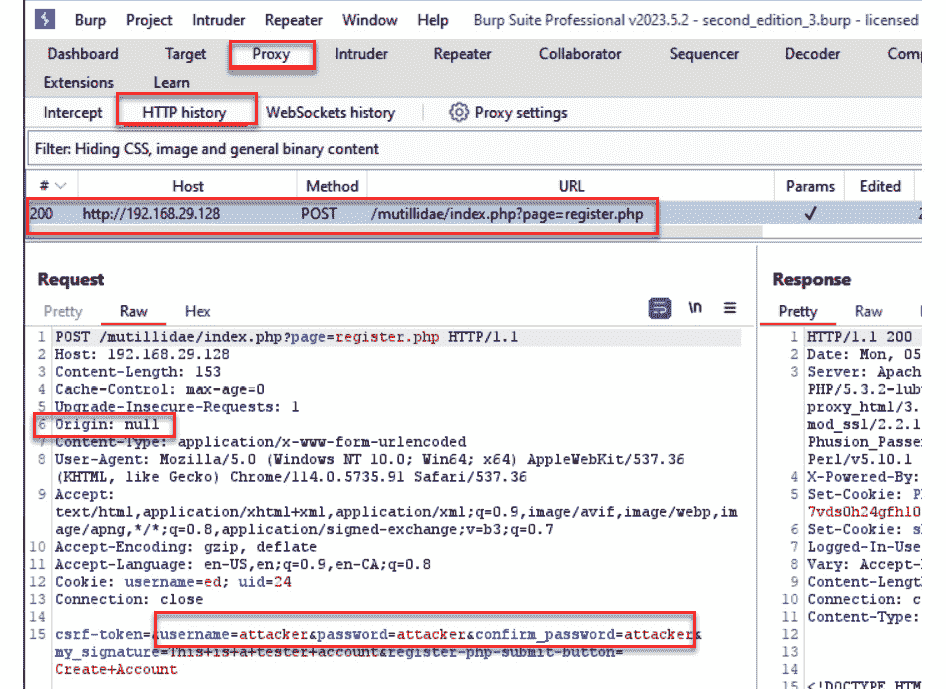 Burp Project Intruder Repeater Window Help Burp Suite Professional v2023.5.2 - second_edition_3.burp - licensed
Dashboard Target Proxy Intruder Repeater Collaborator Sequencer Decoder Com
Extensions Learn
Intercept HTTP history WebSockets history Proxy settings
Filter: Hiding CSS, image and general binary content
# Host Method URL Params Edited
200 http://192.168.29.128 POST /mutillidae/index.php?page=register.php ✓
Request
Pretty Raw Hex \n
1 POST /mutillidae/index.php?page=register.php HTTP/1.1
2 Host: 192.168.29.128
3 Content-Length: 153
4 Cache-Control: max-age=0
5 Upgrade-Insecure-Requests: 1
6 Origin: null
7 Content-Type: application/x-www-form-urlencoded
8 User-Agent: Mozilla/5.0 (Windows NT 10.0; Win64; x64) AppleWebKit/537.36
(KHTML, like Gecko) Chrome/114.0.5735.91 Safari/537.36
9 Accept:
text/html,application/xhtml+xml,application/xml;q=0.9,image/avif,image/webp,im
age/apng,*/*;q=0.8,application/signed-exchange;v=b3;q=0.7
10 Accept-Encoding: gzip, deflate
11 Accept-Language: en-US,en;q=0.9,en-CA;q=0.8
12 Cookie: username=ed; uid=24
13 Connection: close
14
15 csrf-token=&username=attacker&password=attacker&confirm_password=attacker&
my_signature=This+is+a+tester+account&register-php-submit-button=
Create+Account
Response
Pretty Raw
1 HTTP/1.1 200
2 Date: Mon, 05
3 Server: Apach
PHP/5.3.2-1ub
proxy_html/3.
mod_ssl/2.2.1
Phusion_Passe
Perl/v5.10.1
4 X-Powered-By:
5 Set-Cookie: P
7vds0h24gfh10
6 Set-Cookie: s
7 Logged-In-Use
8 Vary: Accept-
9 Content-Lengt
10 Connection: c
11 Content-Type:
12
13
14
15 <!DOCTYPE HTM